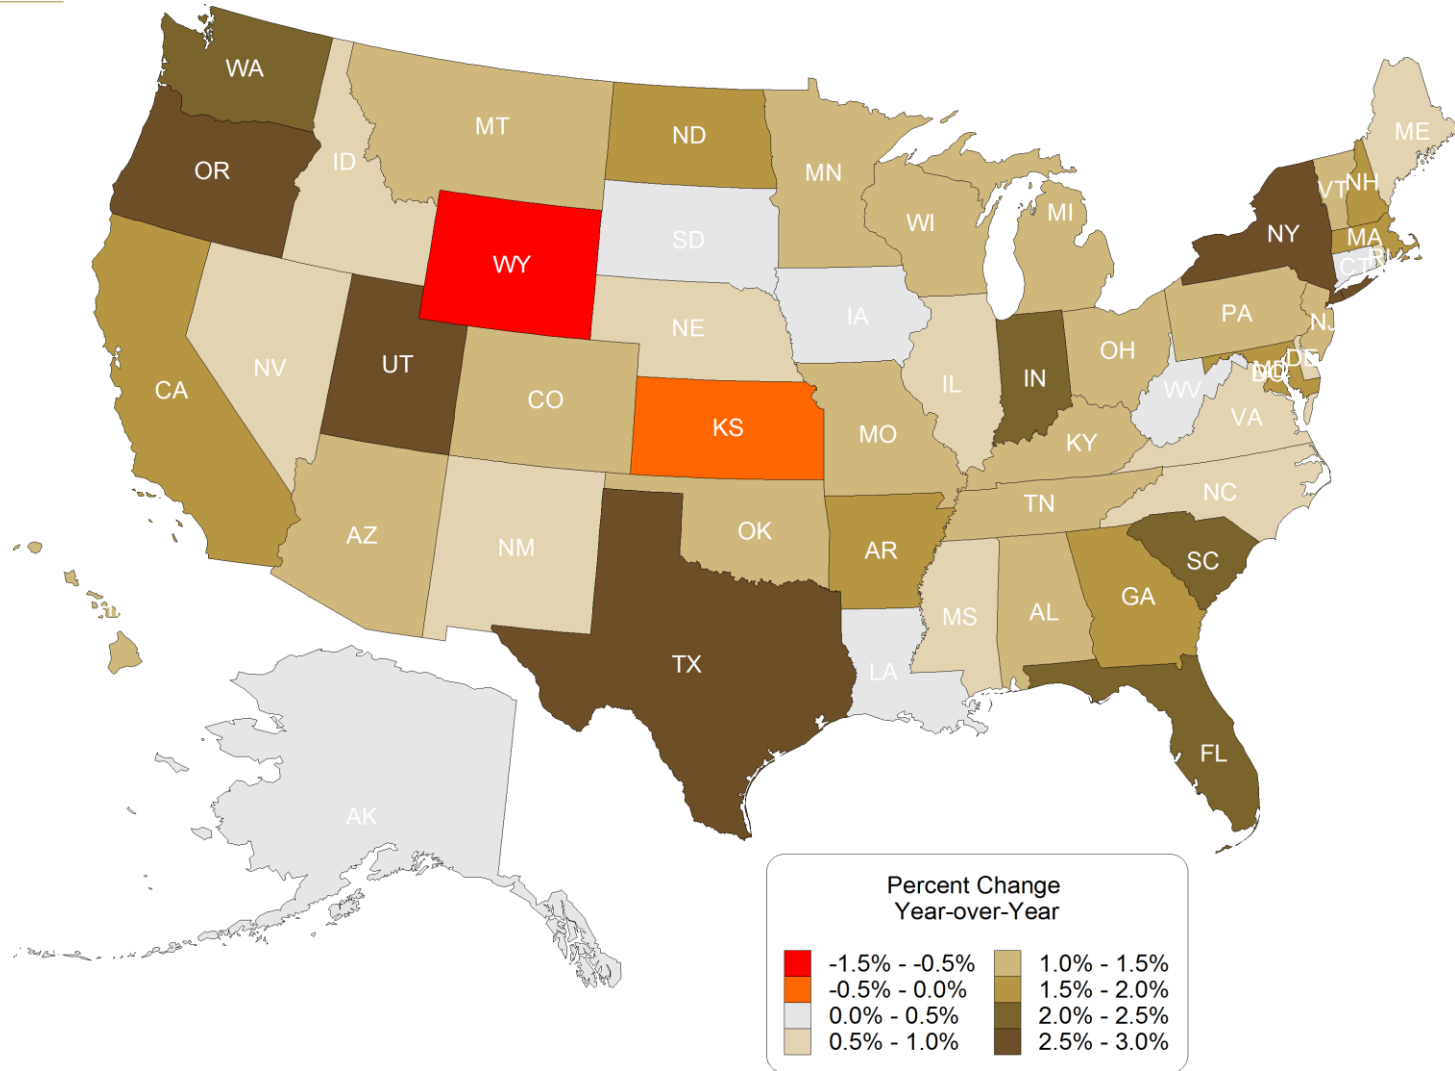 WA
MT
ND
MN
ME
ID
OR
WI
MI
VT
NH
NY
MA
SD
WY
CT
RI
IA
NE
PA
NJ
NV
UT
CA
CO
IL
IN
OH
DE
MD
DC
WV
VA
KS
MO
KY
NC
TN
AZ
NM
OK
AR
SC
GA
MS
AL
TX
LA
HI
FL
AK
Percent Change
Year-over-Year
-1.5% - -0.5%
-0.5% - 0.0%
0.0% - 0.5%
0.5% - 1.0%
1.0% - 1.5%
1.5% - 2.0%
2.0% - 2.5%
2.5% - 3.0%